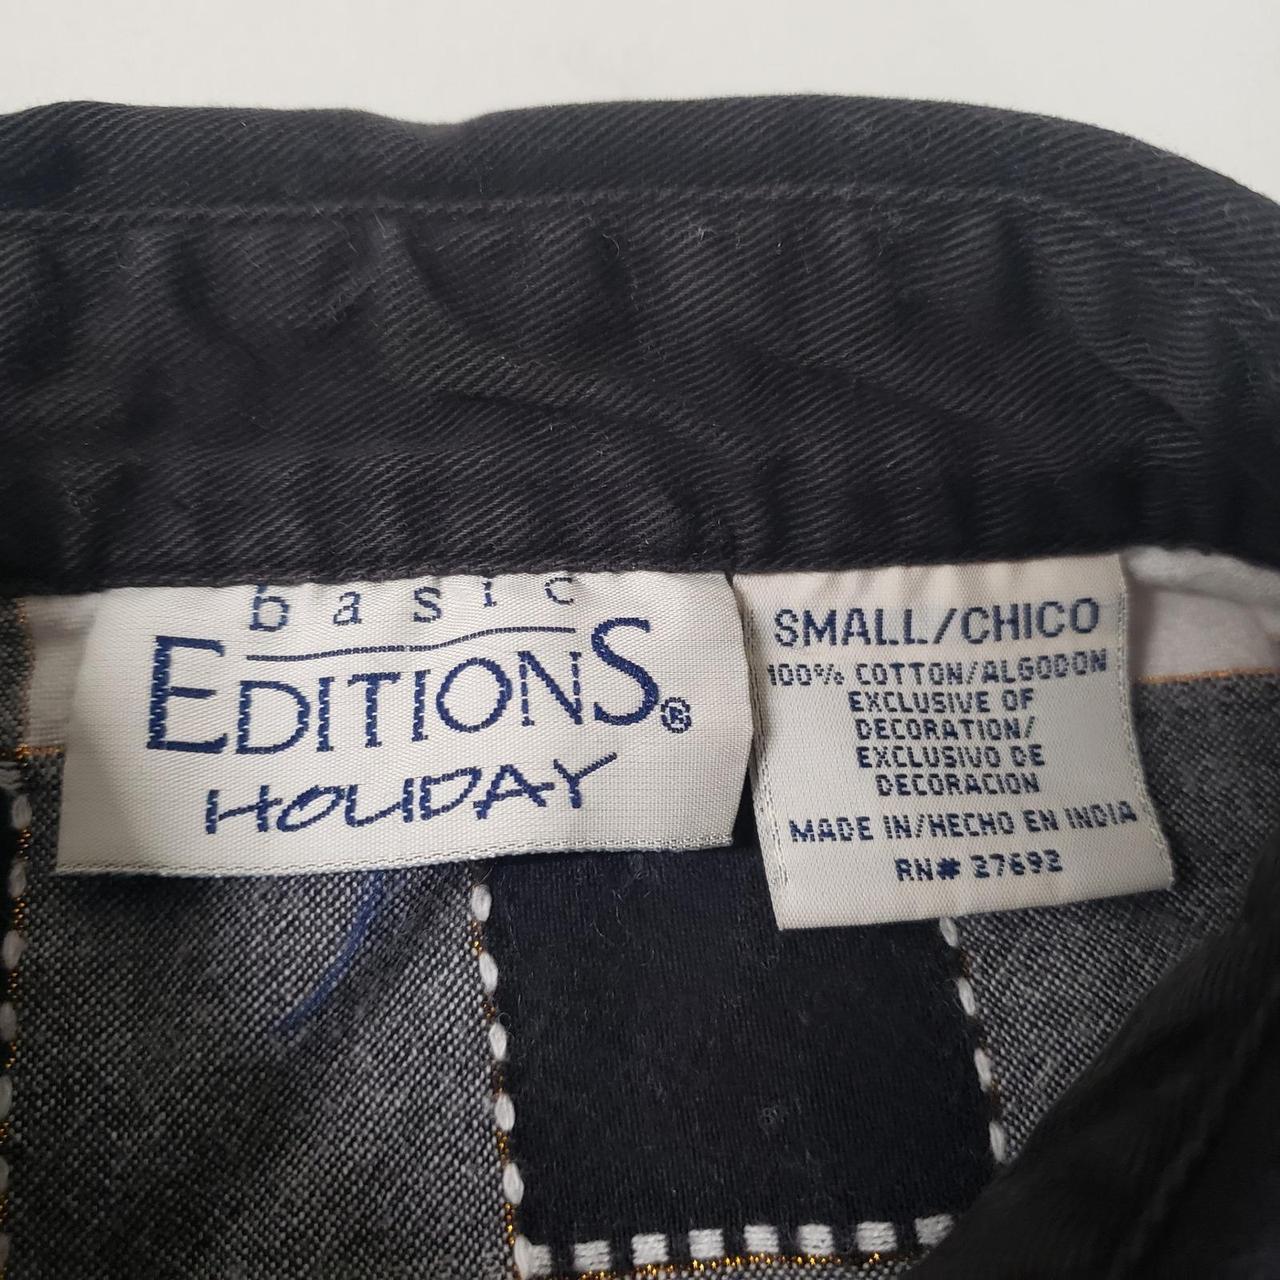 basic
EDITIONS®
HOLIDAY
SMALL/CHICO
100% COTTON/ALGODON
EXCLUSIVE OF
DECORATION/
EXCLUSIVO DE
DECORACION
MADE IN/HECHO EN INDIA
RN# 27692